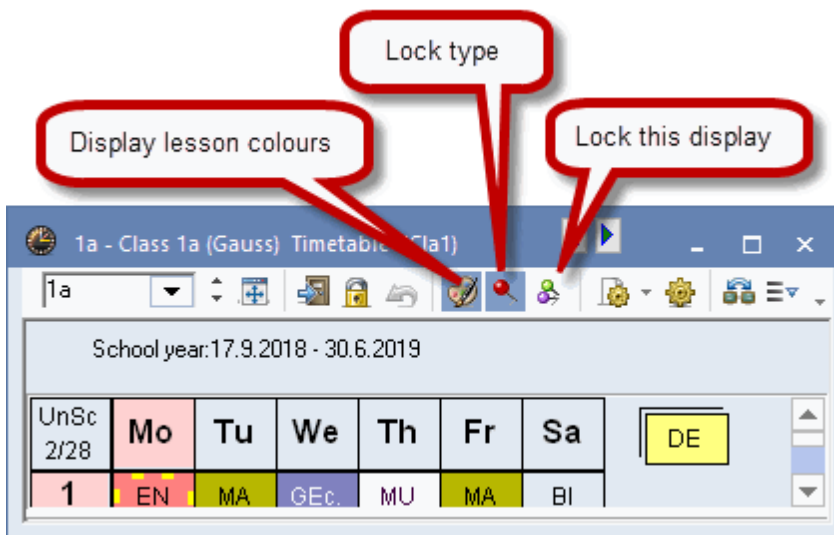 Lock type
Display lesson colours
Lock this display
1a - Class 1a (Gauss) Timetable (Cla1)
1a
School year:17.9.2018 - 30.6.2019
UnSc 2/28 Mo Tu We Th Fr Sa DE
1 EN MA GEc. MU MA BI